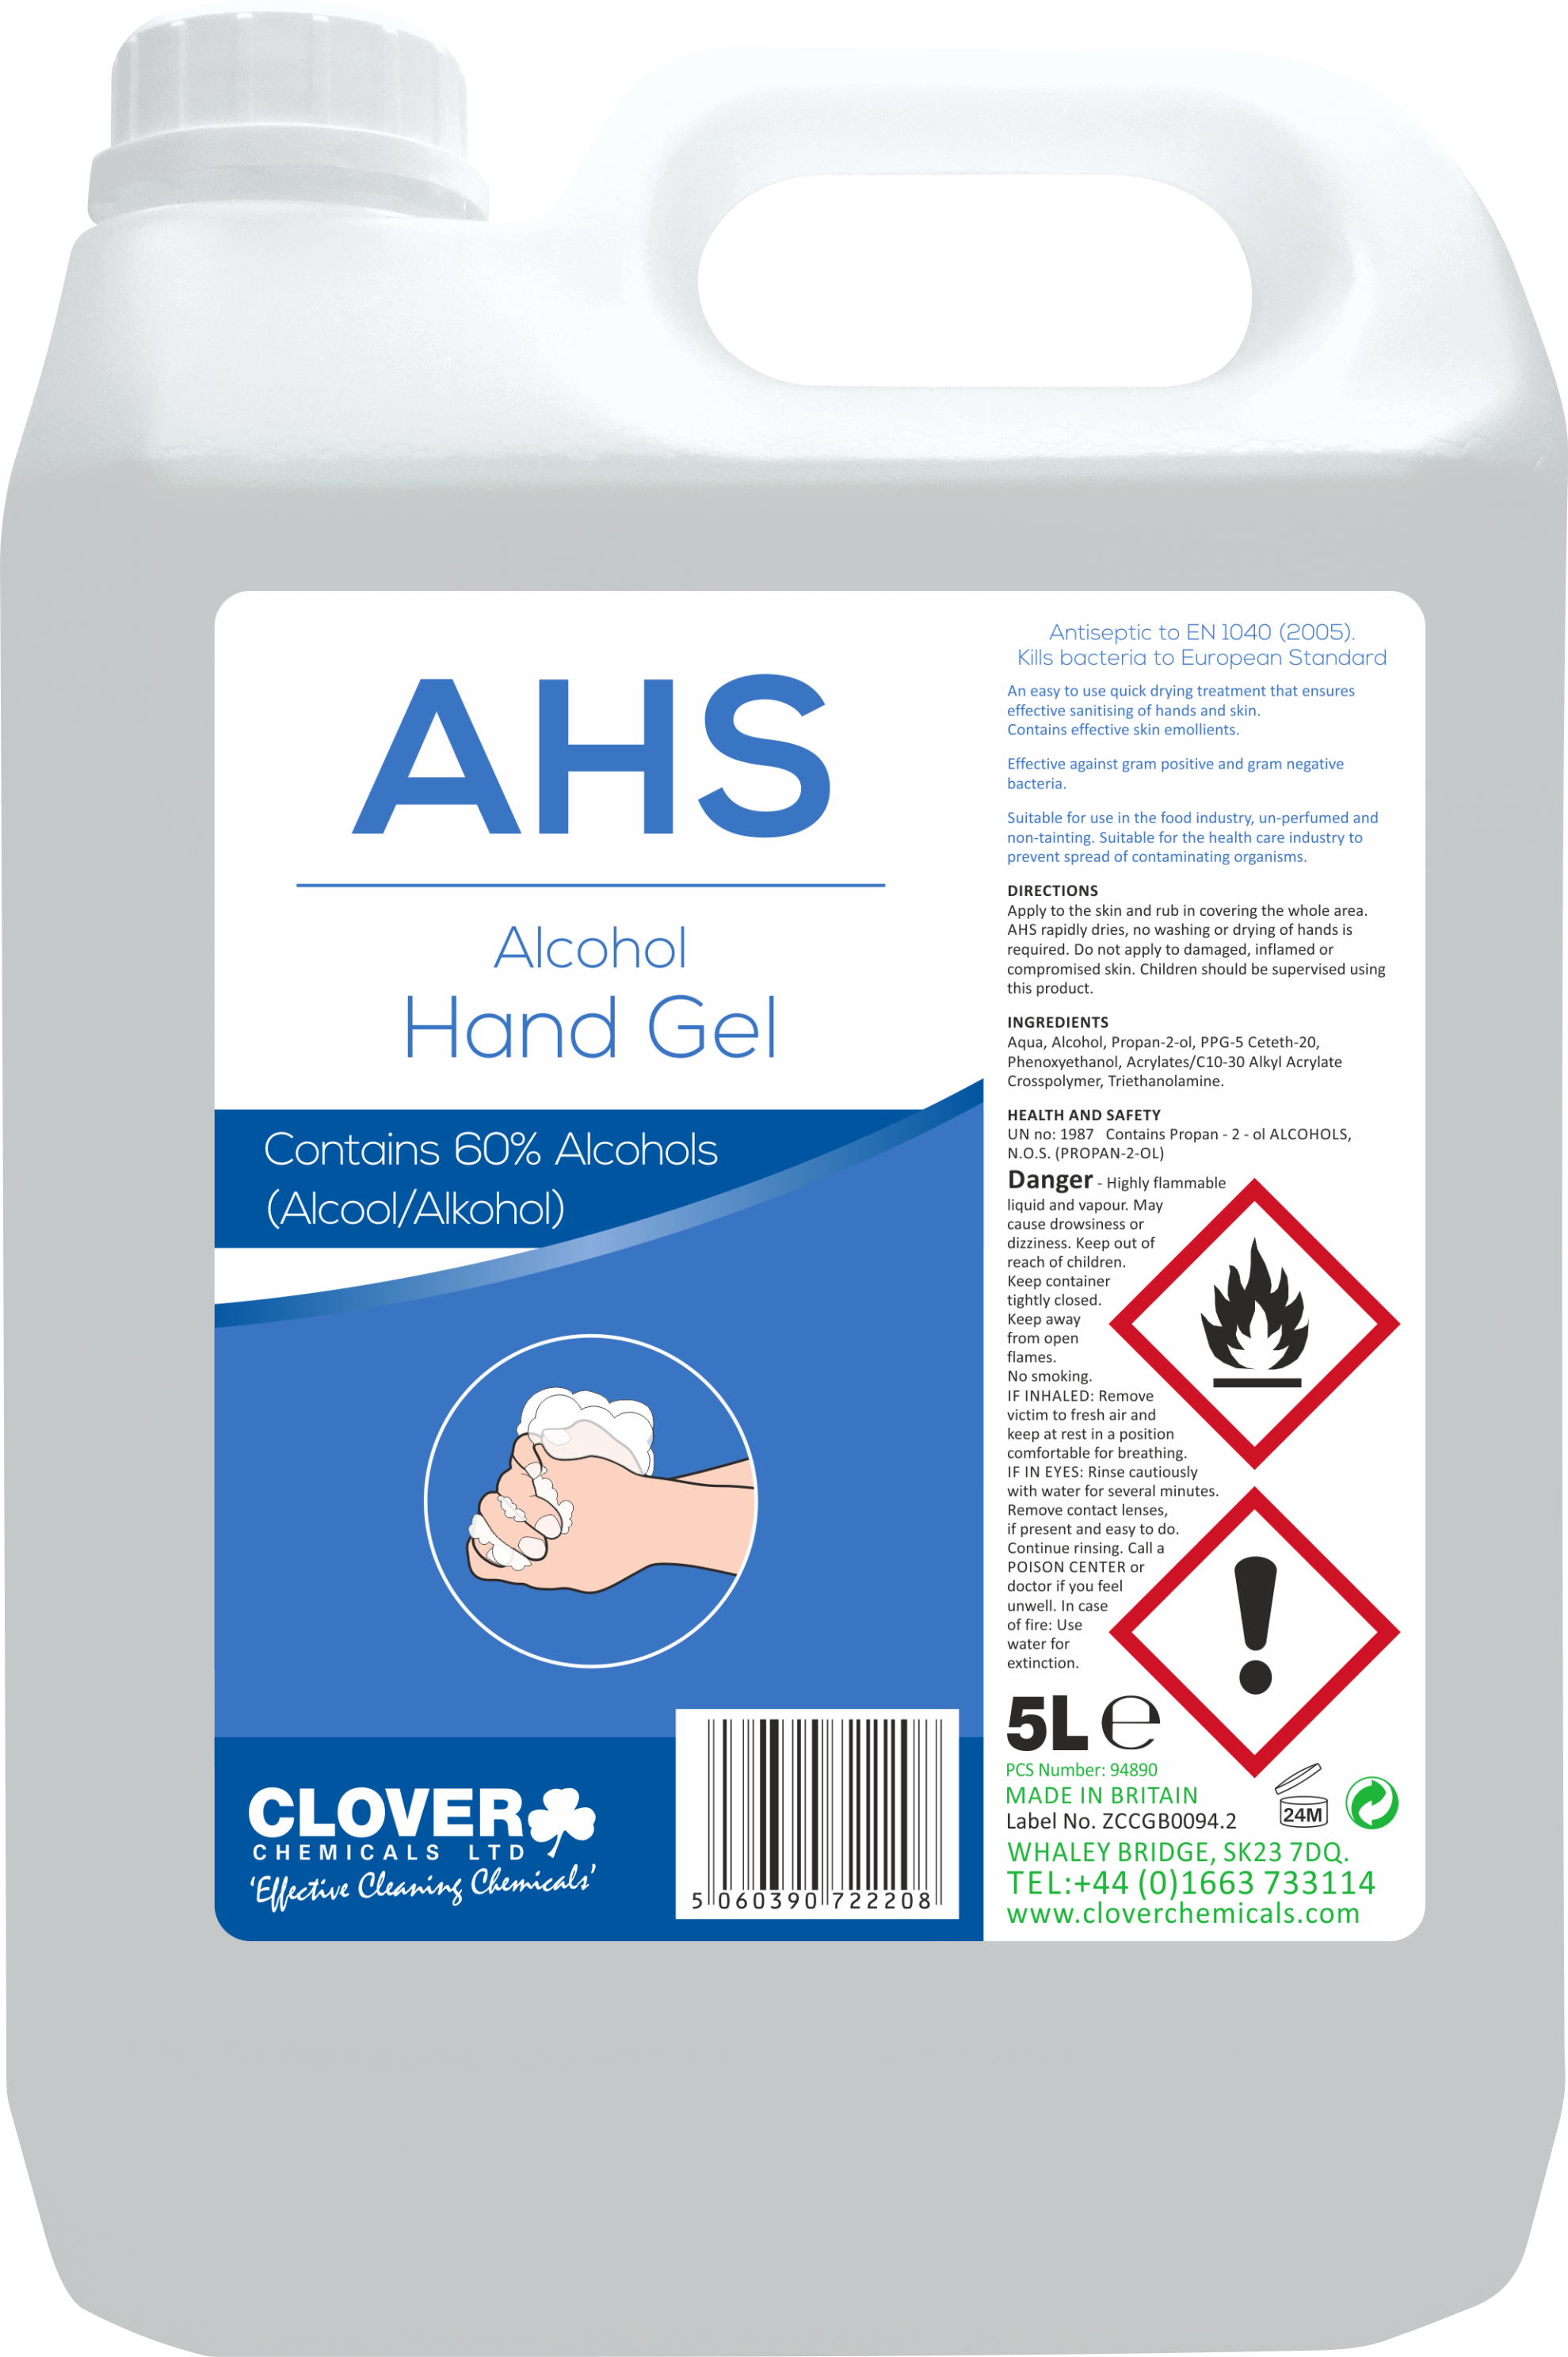 AHS
Alcohol
Hand Gel
Contains 60% Alcohols
(Alcool/Alkohol)
CLOVER
CHEMICALS LTD
‘Effective Cleaning Chemicals’
5 060390 722208
Antiseptic to EN 1040 (2005).
Kills bacteria to European Standard
An easy to use quick drying treatment that ensures
effective sanitising of hands and skin.
Contains effective skin emollients.
Effective against gram positive and gram negative
bacteria.
Suitable for use in the food industry, un-perfumed and
non-tainting. Suitable for the health care industry to
prevent spread of contaminating organisms.
DIRECTIONS
Apply to the skin and rub in covering the whole area.
AHS rapidly dries, no washing or drying of hands is
required. Do not apply to damaged, inflamed or
compromised skin. Children should be supervised using
this product.
INGREDIENTS
Aqua, Alcohol, Propan-2-ol, PPG-5 Ceteth-20,
Phenoxyethanol, Acrylates/C10-30 Alkyl Acrylate
Crosspolymer, Triethanolamine.
HEALTH AND SAFETY
UN no: 1987 Contains Propan - 2 - ol ALCOHOLS,
N.O.S. (PROPAN-2-OL)
Danger - Highly flammable
liquid and vapour. May
cause drowsiness or
dizziness. Keep out of
reach of children.
Keep container
tightly closed.
Keep away
from open
flames.
No smoking.
IF INHALED: Remove
victim to fresh air and
keep at rest in a position
comfortable for breathing.
IF IN EYES: Rinse cautiously
with water for several minutes.
Remove contact lenses,
if present and easy to do.
Continue rinsing. Call a
POISON CENTER or
doctor if you feel
unwell. In case
of fire: Use
water for
extinction.
5L ℮
PCS Number: 94890
MADE IN BRITAIN
Label No. ZCCGB0094.2
24M
WHALEY BRIDGE, SK23 7DQ.
TEL:+44 (0)1663 733114
www.cloverchemicals.com